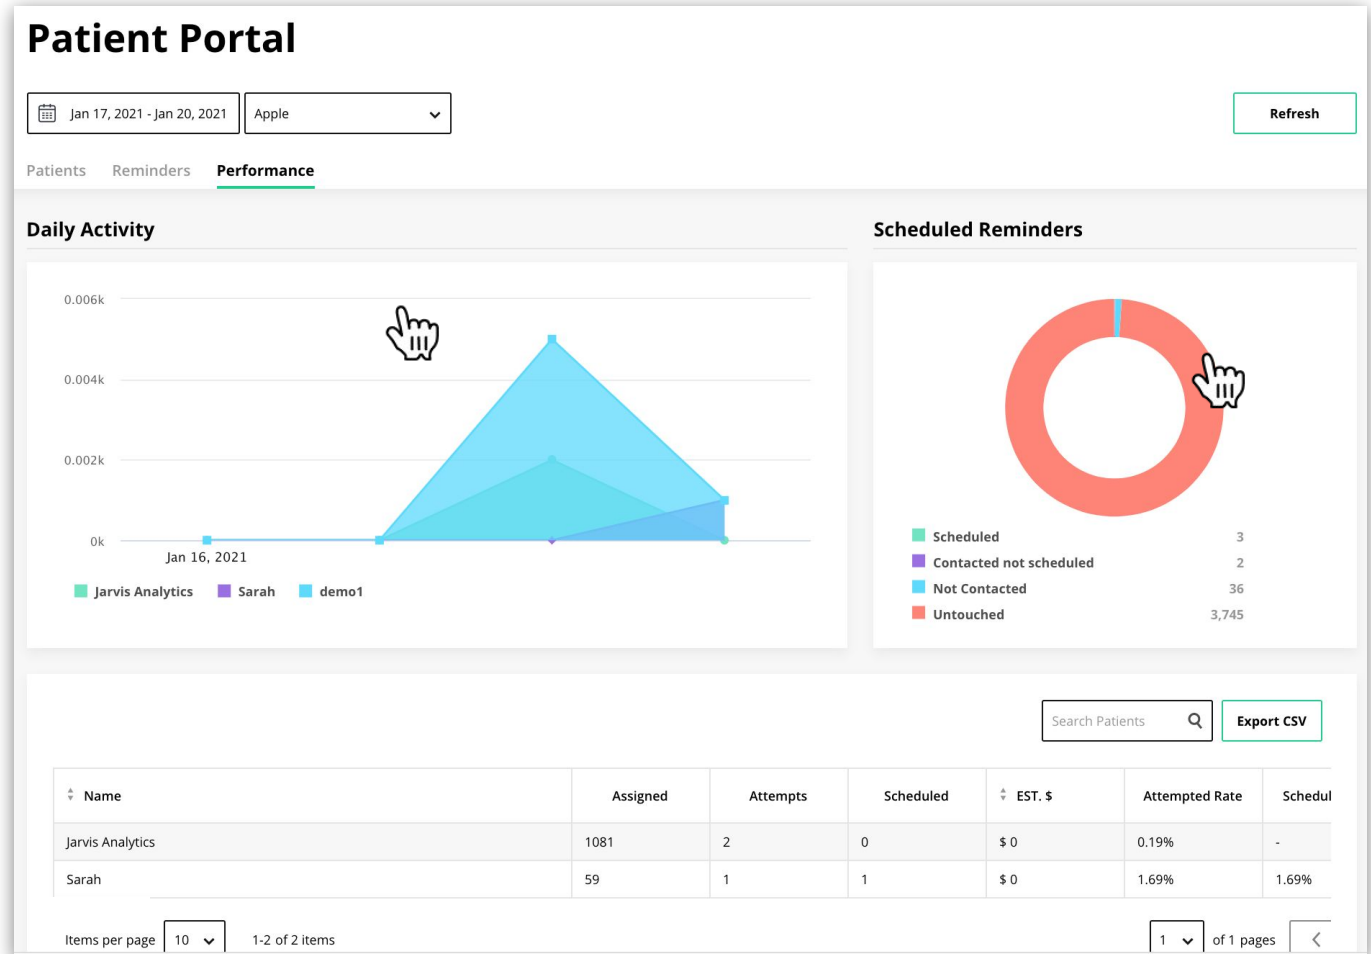 Patient Portal
Jan 17, 2021 - Jan 20, 2021 Apple Refresh
Patients Reminders Performance
Daily Activity
0.006k
0.004k
0.002k
0k
Jan 16, 2021
Jarvis Analytics Sarah demo1
Scheduled Reminders
Scheduled 3
Contacted not scheduled 2
Not Contacted 36
Untouched 3,745
Search Patients Export CSV
Name Assigned Attempts Scheduled EST. $ Attempted Rate Schedul
Jarvis Analytics 1081 2 0 $ 0 0.19% -
Sarah 59 1 1 $ 0 1.69% 1.69%
Items per page 10 1-2 of 2 items 1 of 1 pages